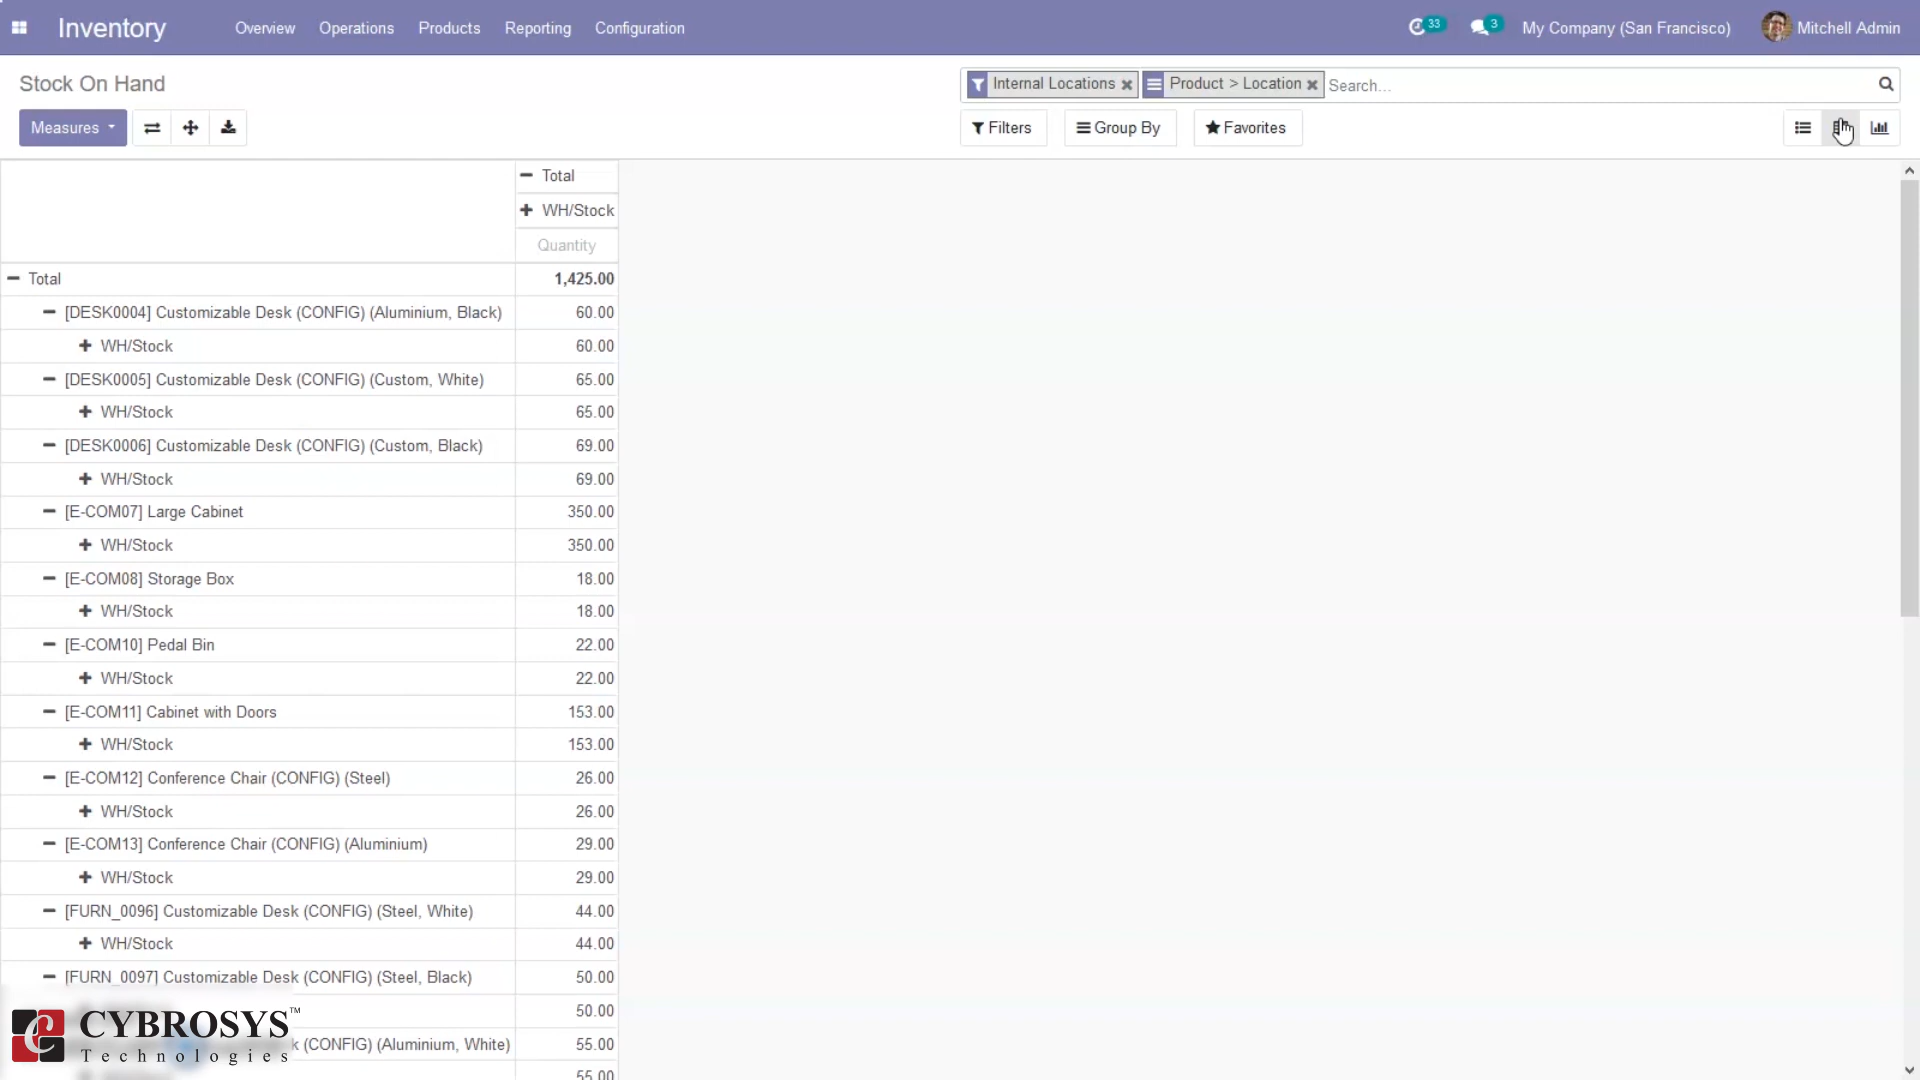 Inventory Overview Operations Products Reporting Configuration 33 3 My Company (San Francisco) Mitchell Admin
Stock On Hand Internal Locations Product > Location Search...
Measures Filters Group By Favorites
Total
WH/Stock
Quantity
Total 1,425.00
[DESK0004] Customizable Desk (CONFIG) (Aluminium, Black) 60.00
WH/Stock 60.00
[DESK0005] Customizable Desk (CONFIG) (Custom, White) 65.00
WH/Stock 65.00
[DESK0006] Customizable Desk (CONFIG) (Custom, Black) 69.00
WH/Stock 69.00
[E-COM07] Large Cabinet 350.00
WH/Stock 350.00
[E-COM08] Storage Box 18.00
WH/Stock 18.00
[E-COM10] Pedal Bin 22.00
WH/Stock 22.00
[E-COM11] Cabinet with Doors 153.00
WH/Stock 153.00
[E-COM12] Conference Chair (CONFIG) (Steel) 26.00
WH/Stock 26.00
[E-COM13] Conference Chair (CONFIG) (Aluminium) 29.00
WH/Stock 29.00
[FURN_0096] Customizable Desk (CONFIG) (Steel, White) 44.00
WH/Stock 44.00
[FURN_0097] Customizable Desk (CONFIG) (Steel, Black) 50.00
50.00
CYBROSYS™
Technologies
(CONFIG) (Aluminium, White) 55.00
55.00